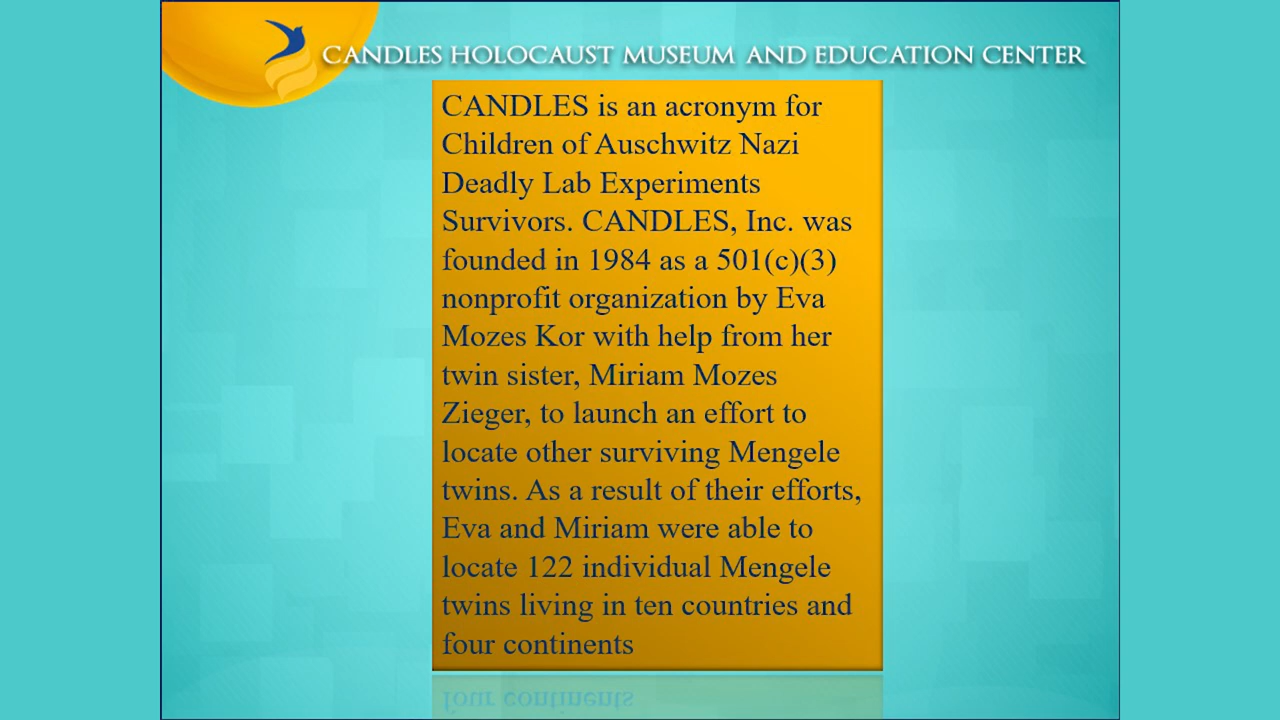 CANDLES HOLOCAUST MUSEUM AND EDUCATION CENTER
CANDLES is an acronym for
Children of Auschwitz Nazi
Deadly Lab Experiments
Survivors. CANDLES, Inc. was
founded in 1984 as a 501(c)(3)
nonprofit organization by Eva
Mozes Kor with help from her
twin sister, Miriam Mozes
Zieger, to launch an effort to
locate other surviving Mengele
twins. As a result of their efforts,
Eva and Miriam were able to
locate 122 individual Mengele
twins living in ten countries and
four continents